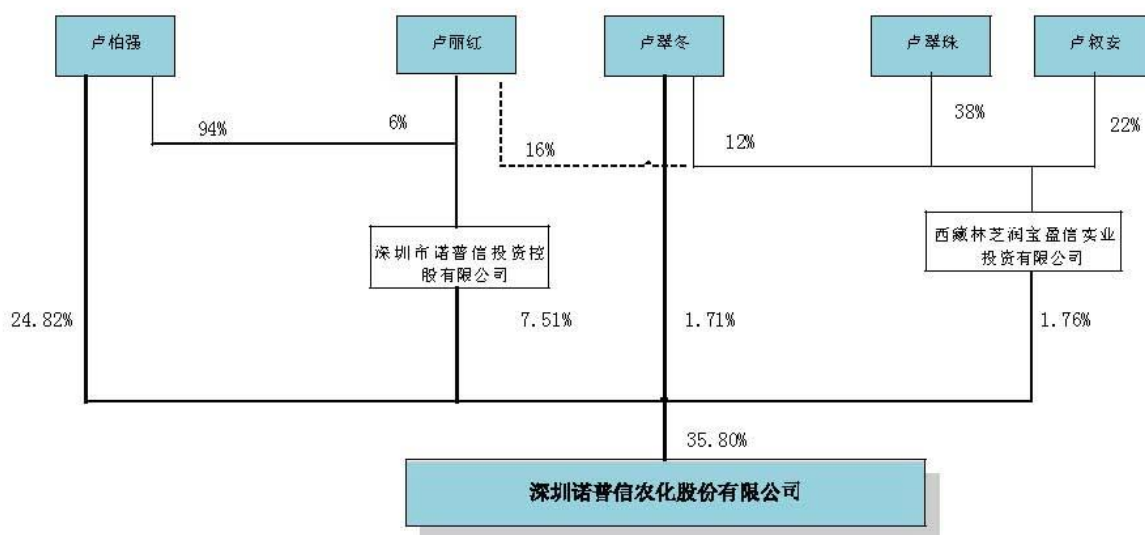 卢柏强
卢丽红
卢翠冬
卢翠珠
卢叙安
94%
6%
16%
12%
38%
22%
深圳市诺普信投资控
股有限公司
西藏林芝润宝盈信实业
投资有限公司
24.82%
7.51%
1.71%
1.76%
35.80%
深圳诺普信农化股份有限公司